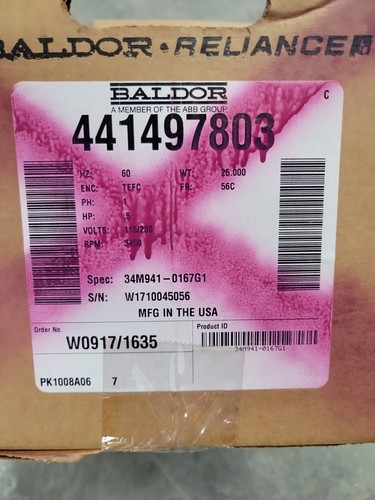 BALDOR • RELIANCE
BALDOR
A MEMBER OF THE ABB GROUP
C
441497803
HZ: 60 WT: 26.000
ENC: TEFC FR: 56C
PH: 1
HP: .5
VOLTS: 115/230
RPM: 3450
Spec: 34M941-0167G1
S/N: W1710045056
MFG IN THE USA
Order No. Product ID
W0917/1635
34M941-0167G1
PK1008A06 7